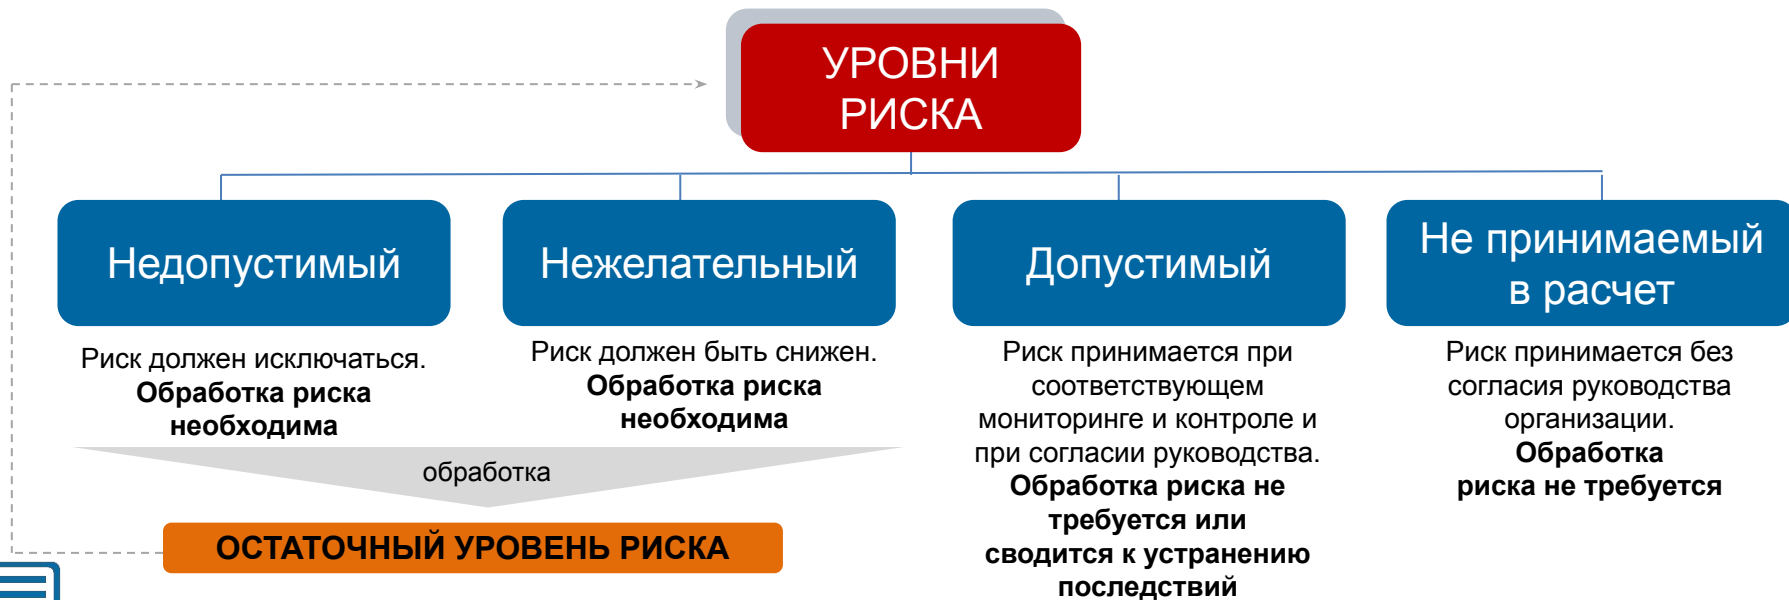 УРОВНИ
РИСКА
Недопустимый
Риск должен исключаться.
Обработка риска
необходима
Нежелательный
Риск должен быть снижен.
Обработка риска
необходима
Допустимый
Риск принимается при
соответствующем
мониторинге и контроле и
при согласии руководства.
Обработка риска не
требуется или
сводится к устранению
последствий
Не принимаемый
в расчет
Риск принимается без
согласия руководства
организации.
Обработка
риска не требуется
обработка
ОСТАТОЧНЫЙ УРОВЕНЬ РИСКА